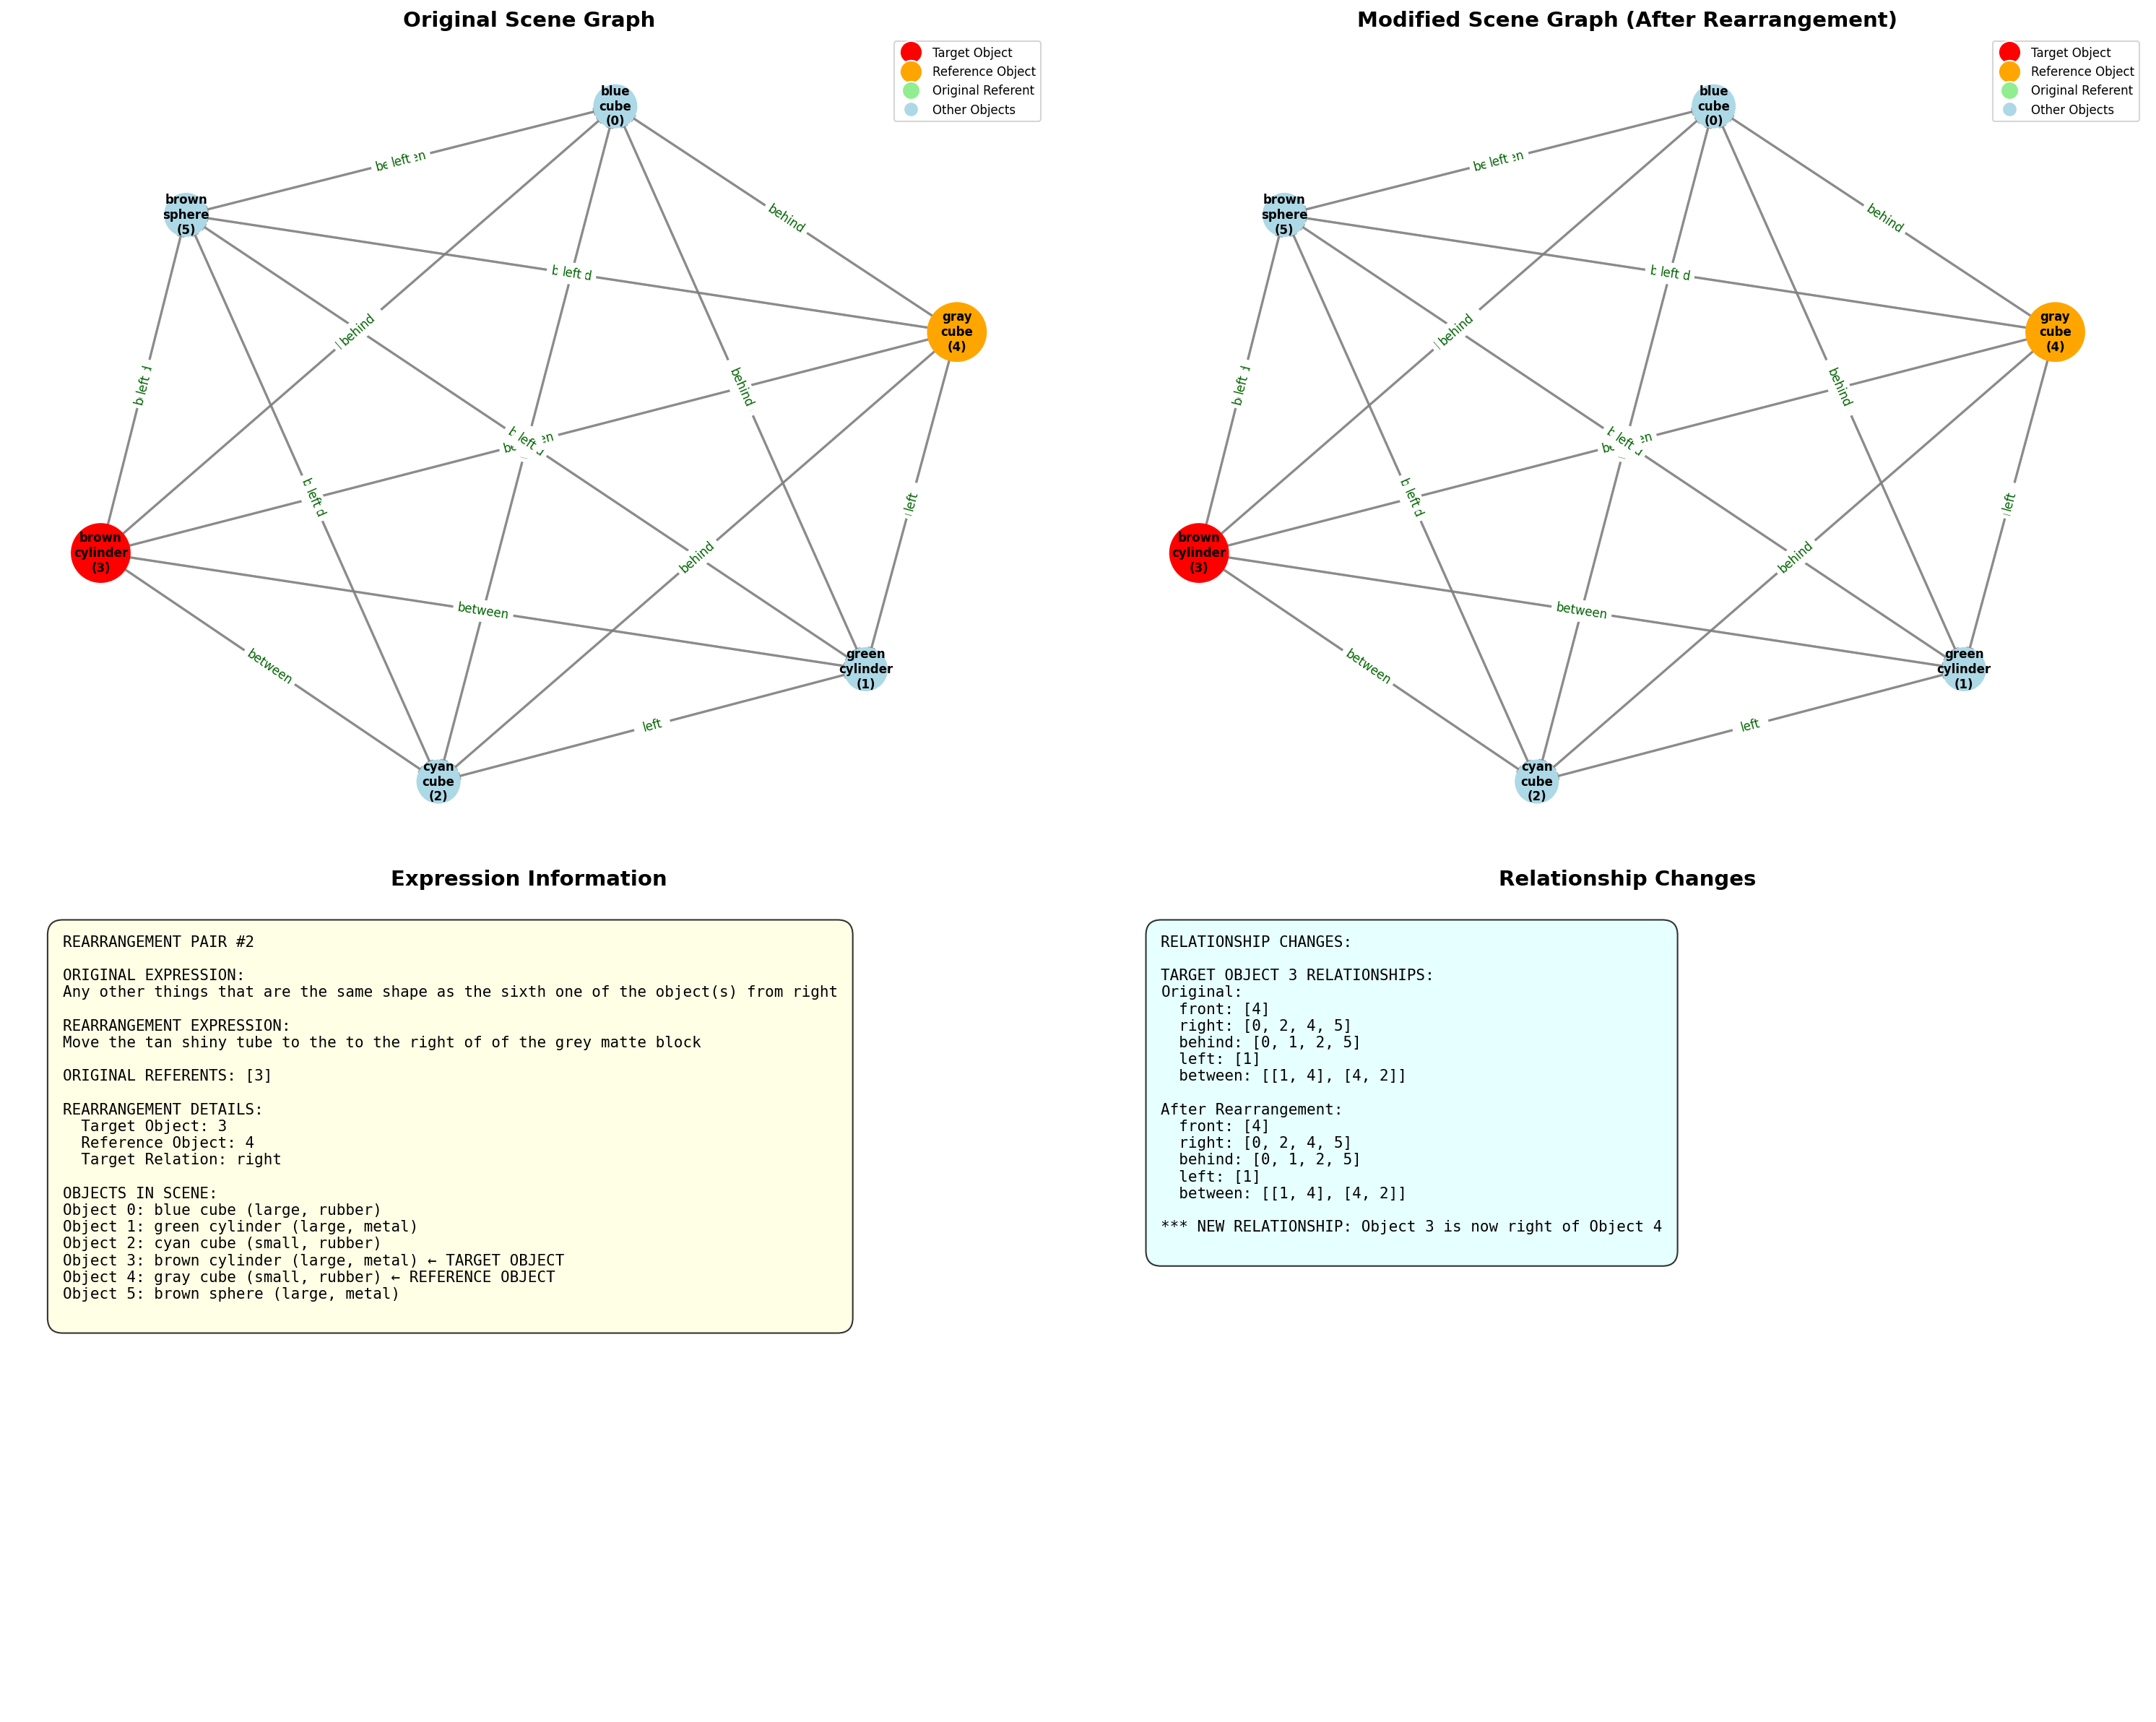 Original Scene Graph
Target Object
Reference Object
Original Referent
Other Objects
blue
cube
(0)
left
behind
brown
sphere
(5)
left
gray
cube
(4)
behind
left
behind
left
left
left
behind
brown
cylinder
(3)
between
between
green
cylinder
(1)
left
cyan
cube
(2)
Modified Scene Graph (After Rearrangement)
Target Object
Reference Object
Original Referent
Other Objects
blue
cube
(0)
left
behind
brown
sphere
(5)
left
gray
cube
(4)
behind
left
behind
left
left
left
behind
brown
cylinder
(3)
between
between
green
cylinder
(1)
left
cyan
cube
(2)
Expression Information
REARRANGEMENT PAIR #2
ORIGINAL EXPRESSION:
Any other things that are the same shape as the sixth one of the object(s) from right
REARRANGEMENT EXPRESSION:
Move the tan shiny tube to the to the right of of the grey matte block
ORIGINAL REFERENTS: [3]
REARRANGEMENT DETAILS:
Target Object: 3
Reference Object: 4
Target Relation: right
OBJECTS IN SCENE:
Object 0: blue cube (large, rubber)
Object 1: green cylinder (large, metal)
Object 2: cyan cube (small, rubber)
Object 3: brown cylinder (large, metal) ← TARGET OBJECT
Object 4: gray cube (small, rubber) ← REFERENCE OBJECT
Object 5: brown sphere (large, metal)
Relationship Changes
RELATIONSHIP CHANGES:
TARGET OBJECT 3 RELATIONSHIPS:
Original:
front: [4]
right: [0, 2, 4, 5]
behind: [0, 1, 2, 5]
left: [1]
between: [[1, 4], [4, 2]]
After Rearrangement:
front: [4]
right: [0, 2, 4, 5]
behind: [0, 1, 2, 5]
left: [1]
between: [[1, 4], [4, 2]]
*** NEW RELATIONSHIP: Object 3 is now right of Object 4